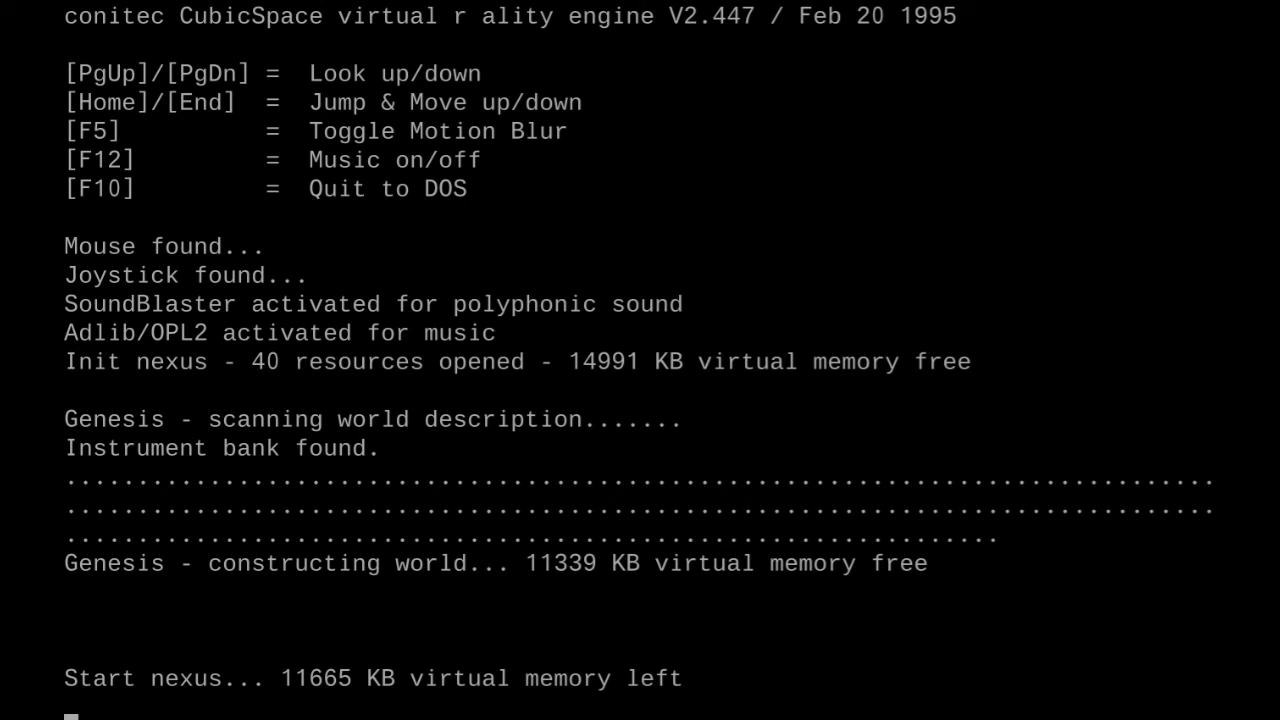 conitec CubicSpace virtual r ality engine V2.447 / Feb 20 1995
[PgUp]/[PgDn] =  Look up/down
[Home]/[End]  =  Jump & Move up/down
[F5]          =  Toggle Motion Blur
[F12]         =  Music on/off
[F10]         =  Quit to DOS
Mouse found...
Joystick found...
SoundBlaster activated for polyphonic sound
Adlib/OPL2 activated for music
Init nexus - 40 resources opened - 14991 KB virtual memory free
Genesis - scanning world description.......
Instrument bank found.
................................................................................
................................................................................
.................................................................
Genesis - constructing world... 11339 KB virtual memory free
Start nexus... 11665 KB virtual memory left